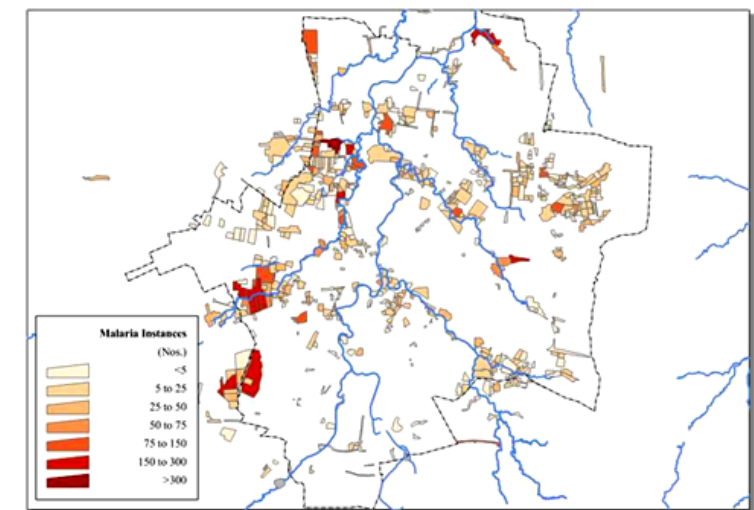 Malaria Instances
(Nos.)
<5
5 to 25
25 to 50
50 to 75
75 to 150
150 to 300
>300